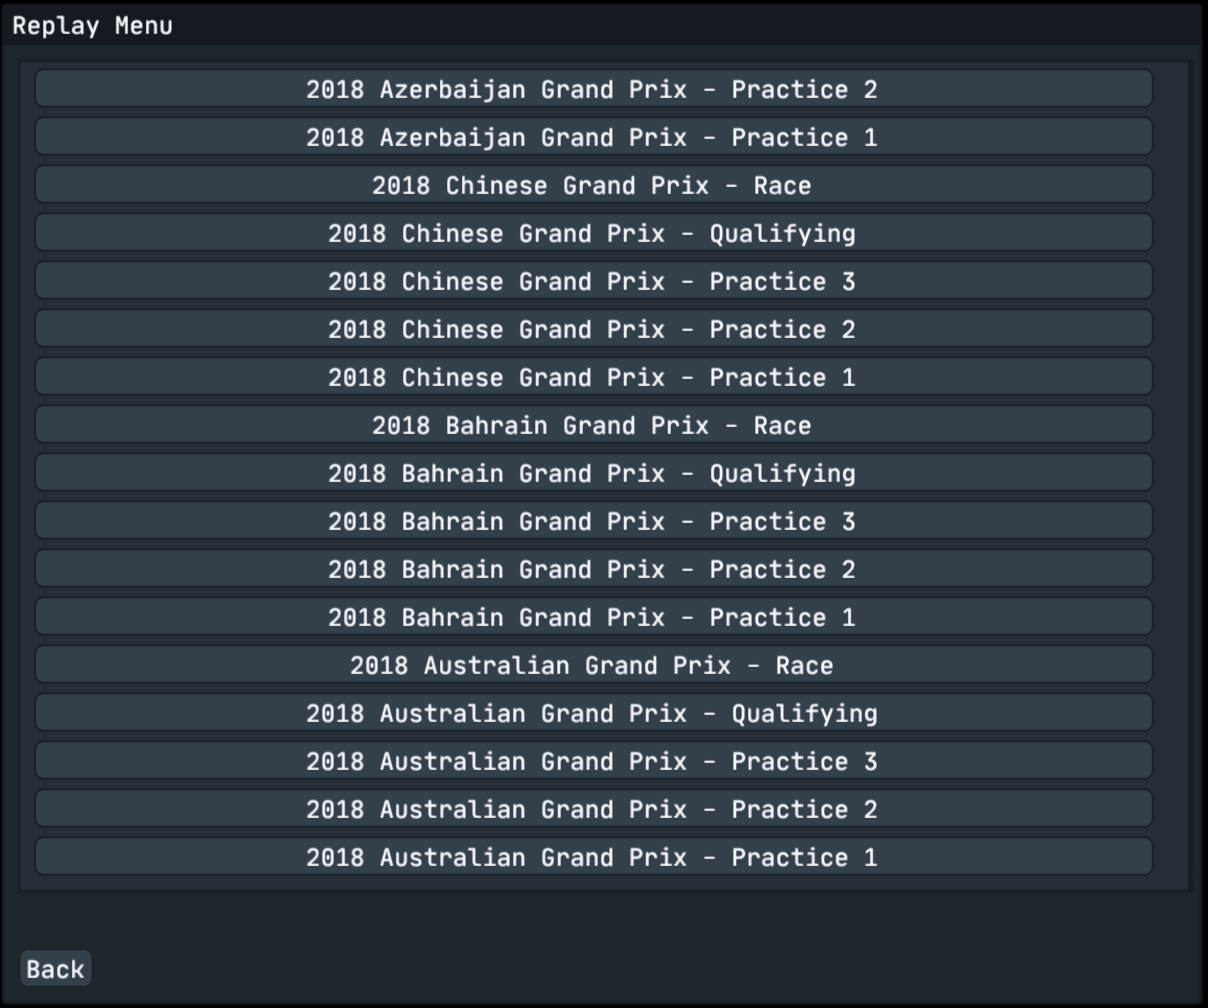 Replay Menu
2018 Azerbaijan Grand Prix - Practice 2
2018 Azerbaijan Grand Prix - Practice 1
2018 Chinese Grand Prix - Race
2018 Chinese Grand Prix - Qualifying
2018 Chinese Grand Prix - Practice 3
2018 Chinese Grand Prix - Practice 2
2018 Chinese Grand Prix - Practice 1
2018 Bahrain Grand Prix - Race
2018 Bahrain Grand Prix - Qualifying
2018 Bahrain Grand Prix - Practice 3
2018 Bahrain Grand Prix - Practice 2
2018 Bahrain Grand Prix - Practice 1
2018 Australian Grand Prix - Race
2018 Australian Grand Prix - Qualifying
2018 Australian Grand Prix - Practice 3
2018 Australian Grand Prix - Practice 2
2018 Australian Grand Prix - Practice 1
Back